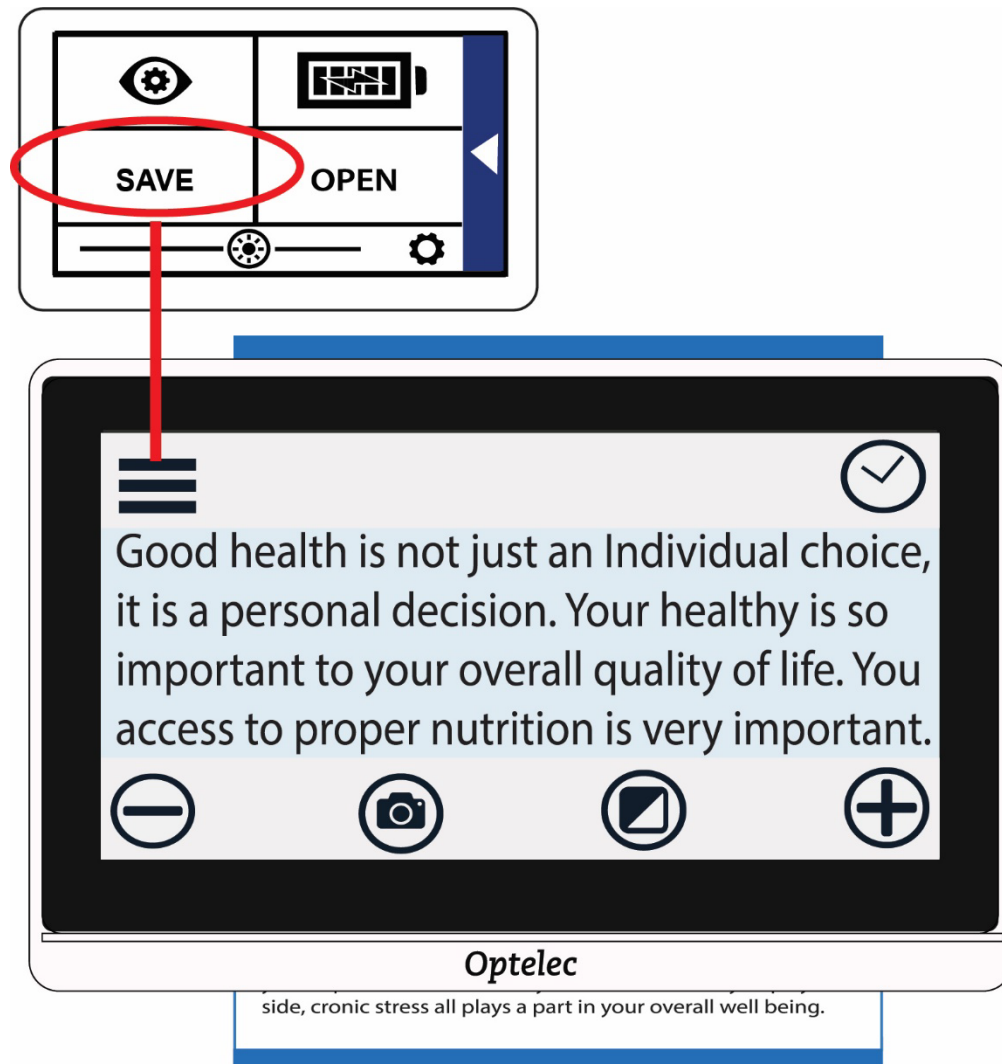 SAVE
OPEN
Good health is not just an Individual choice,
it is a personal decision. Your healthy is so
important to your overall quality of life. You
access to proper nutrition is very important.
Optelec
side, cronic stress all plays a part in your overall well being.